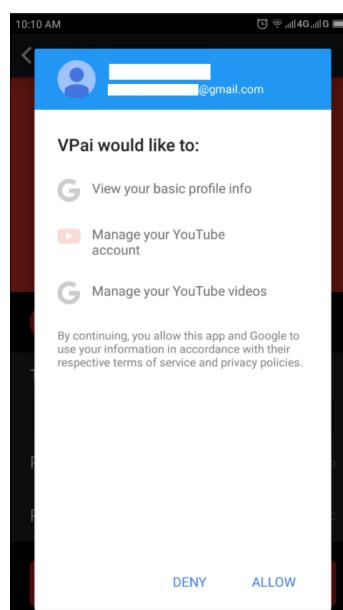 10:10 AM
4G G
@gmail.com
VPai would like to:
View your basic profile info
Manage your YouTube
account
Manage your YouTube videos
By continuing, you allow this app and Google to
use your information in accordance with their
respective terms of service and privacy policies.
DENY
ALLOW